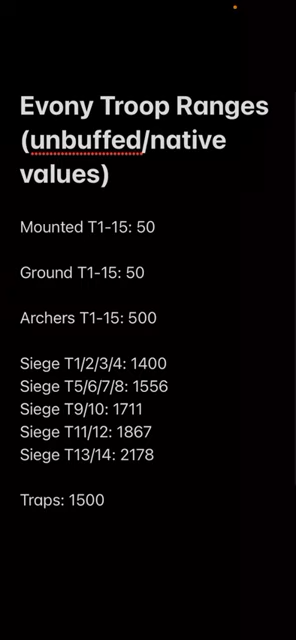 Evony Troop Ranges
(unbuffed/native
values)
Mounted T1-15: 50
Ground T1-15: 50
Archers T1-15: 500
Siege T1/2/3/4: 1400
Siege T5/6/7/8: 1556
Siege T9/10: 1711
Siege T11/12: 1867
Siege T13/14: 2178
Traps: 1500